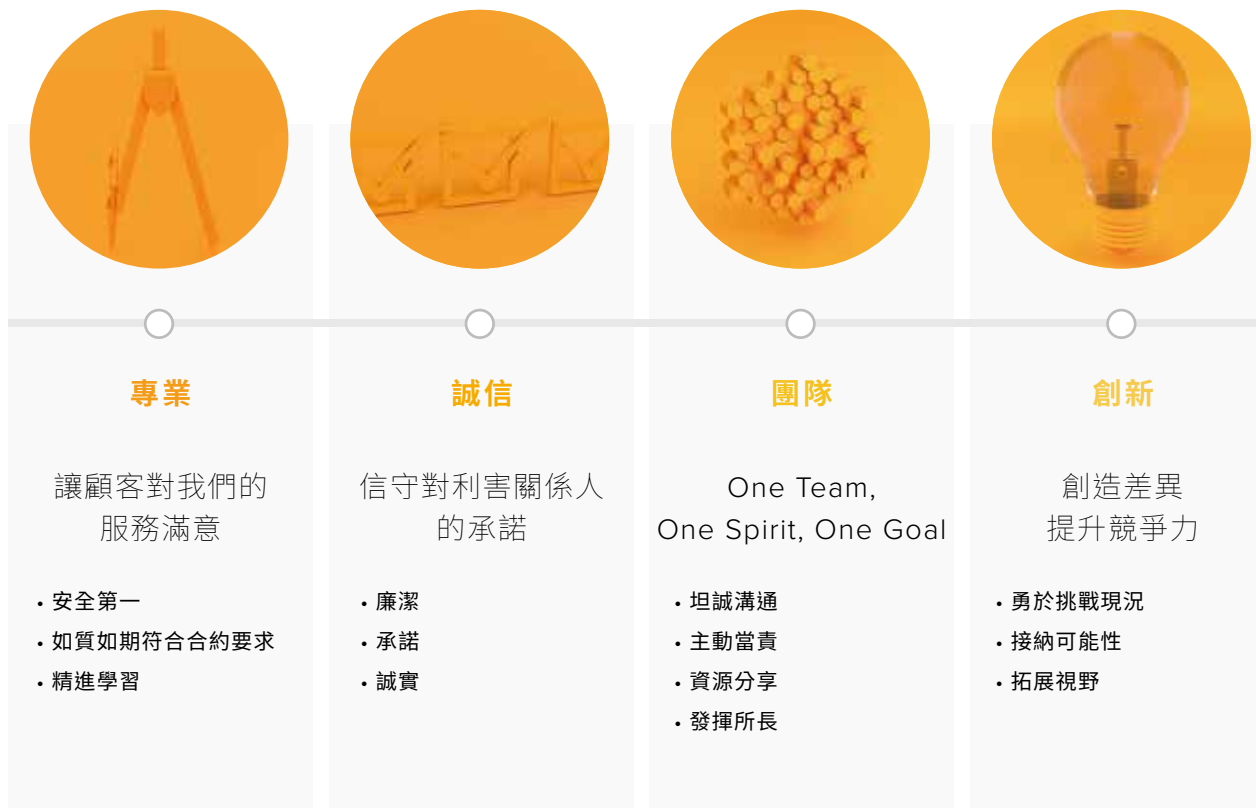 專業
讓顧客對我們的
服務滿意
• 安全第一
• 如質如期符合合約要求
• 精進學習
誠信
信守對利害關係人
的承諾
• 廉潔
• 承諾
• 誠實
團隊
One Team,
One Spirit, One Goal
• 坦誠溝通
• 主動當責
• 資源分享
• 發揮所長
創新
創造差異
提升競爭力
• 勇於挑戰現況
• 接納可能性
• 拓展視野